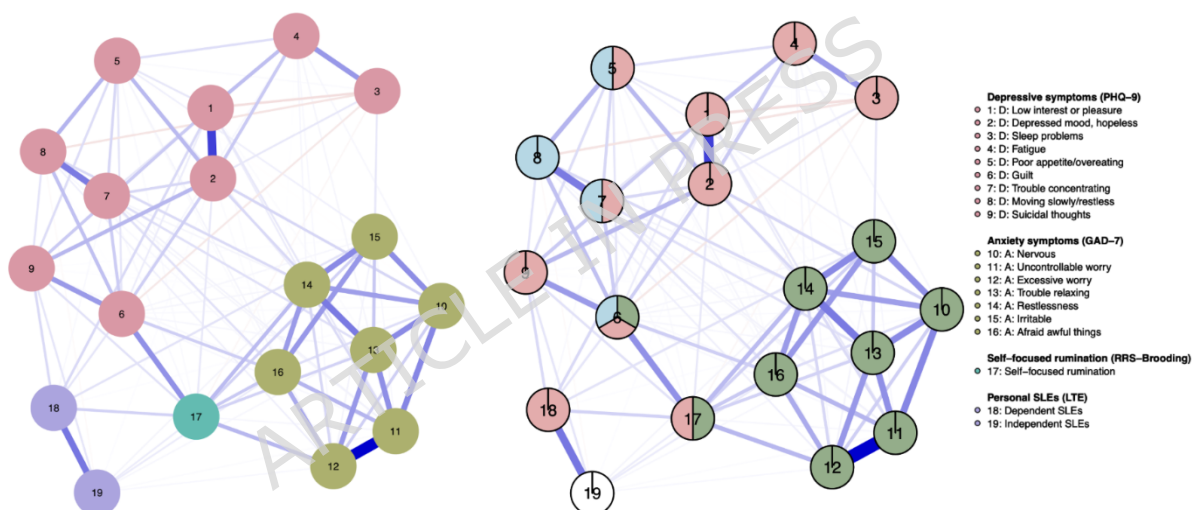 4
5
3
1
8
2
7
15
9
14
10
6
13
16
18
17
11
12
19
4
5
3
1
8
2
7
15
9
14
10
6
13
16
18
17
11
12
19
ARTICLE IN PRESS
Depressive symptoms (PHQ−9)
1: D: Low interest or pleasure
2: D: Depressed mood, hopeless
3: D: Sleep problems
4: D: Fatigue
5: D: Poor appetite/overeating
6: D: Guilt
7: D: Trouble concentrating
8: D: Moving slowly/restless
9: D: Suicidal thoughts
Anxiety symptoms (GAD−7)
10: A: Nervous
11: A: Uncontrollable worry
12: A: Excessive worry
13: A: Trouble relaxing
14: A: Restlessness
15: A: Irritable
16: A: Afraid awful things
Self−focused rumination (RRS−Brooding)
17: Self−focused rumination
Personal SLEs (LTE)
18: Dependent SLEs
19: Independent SLEs